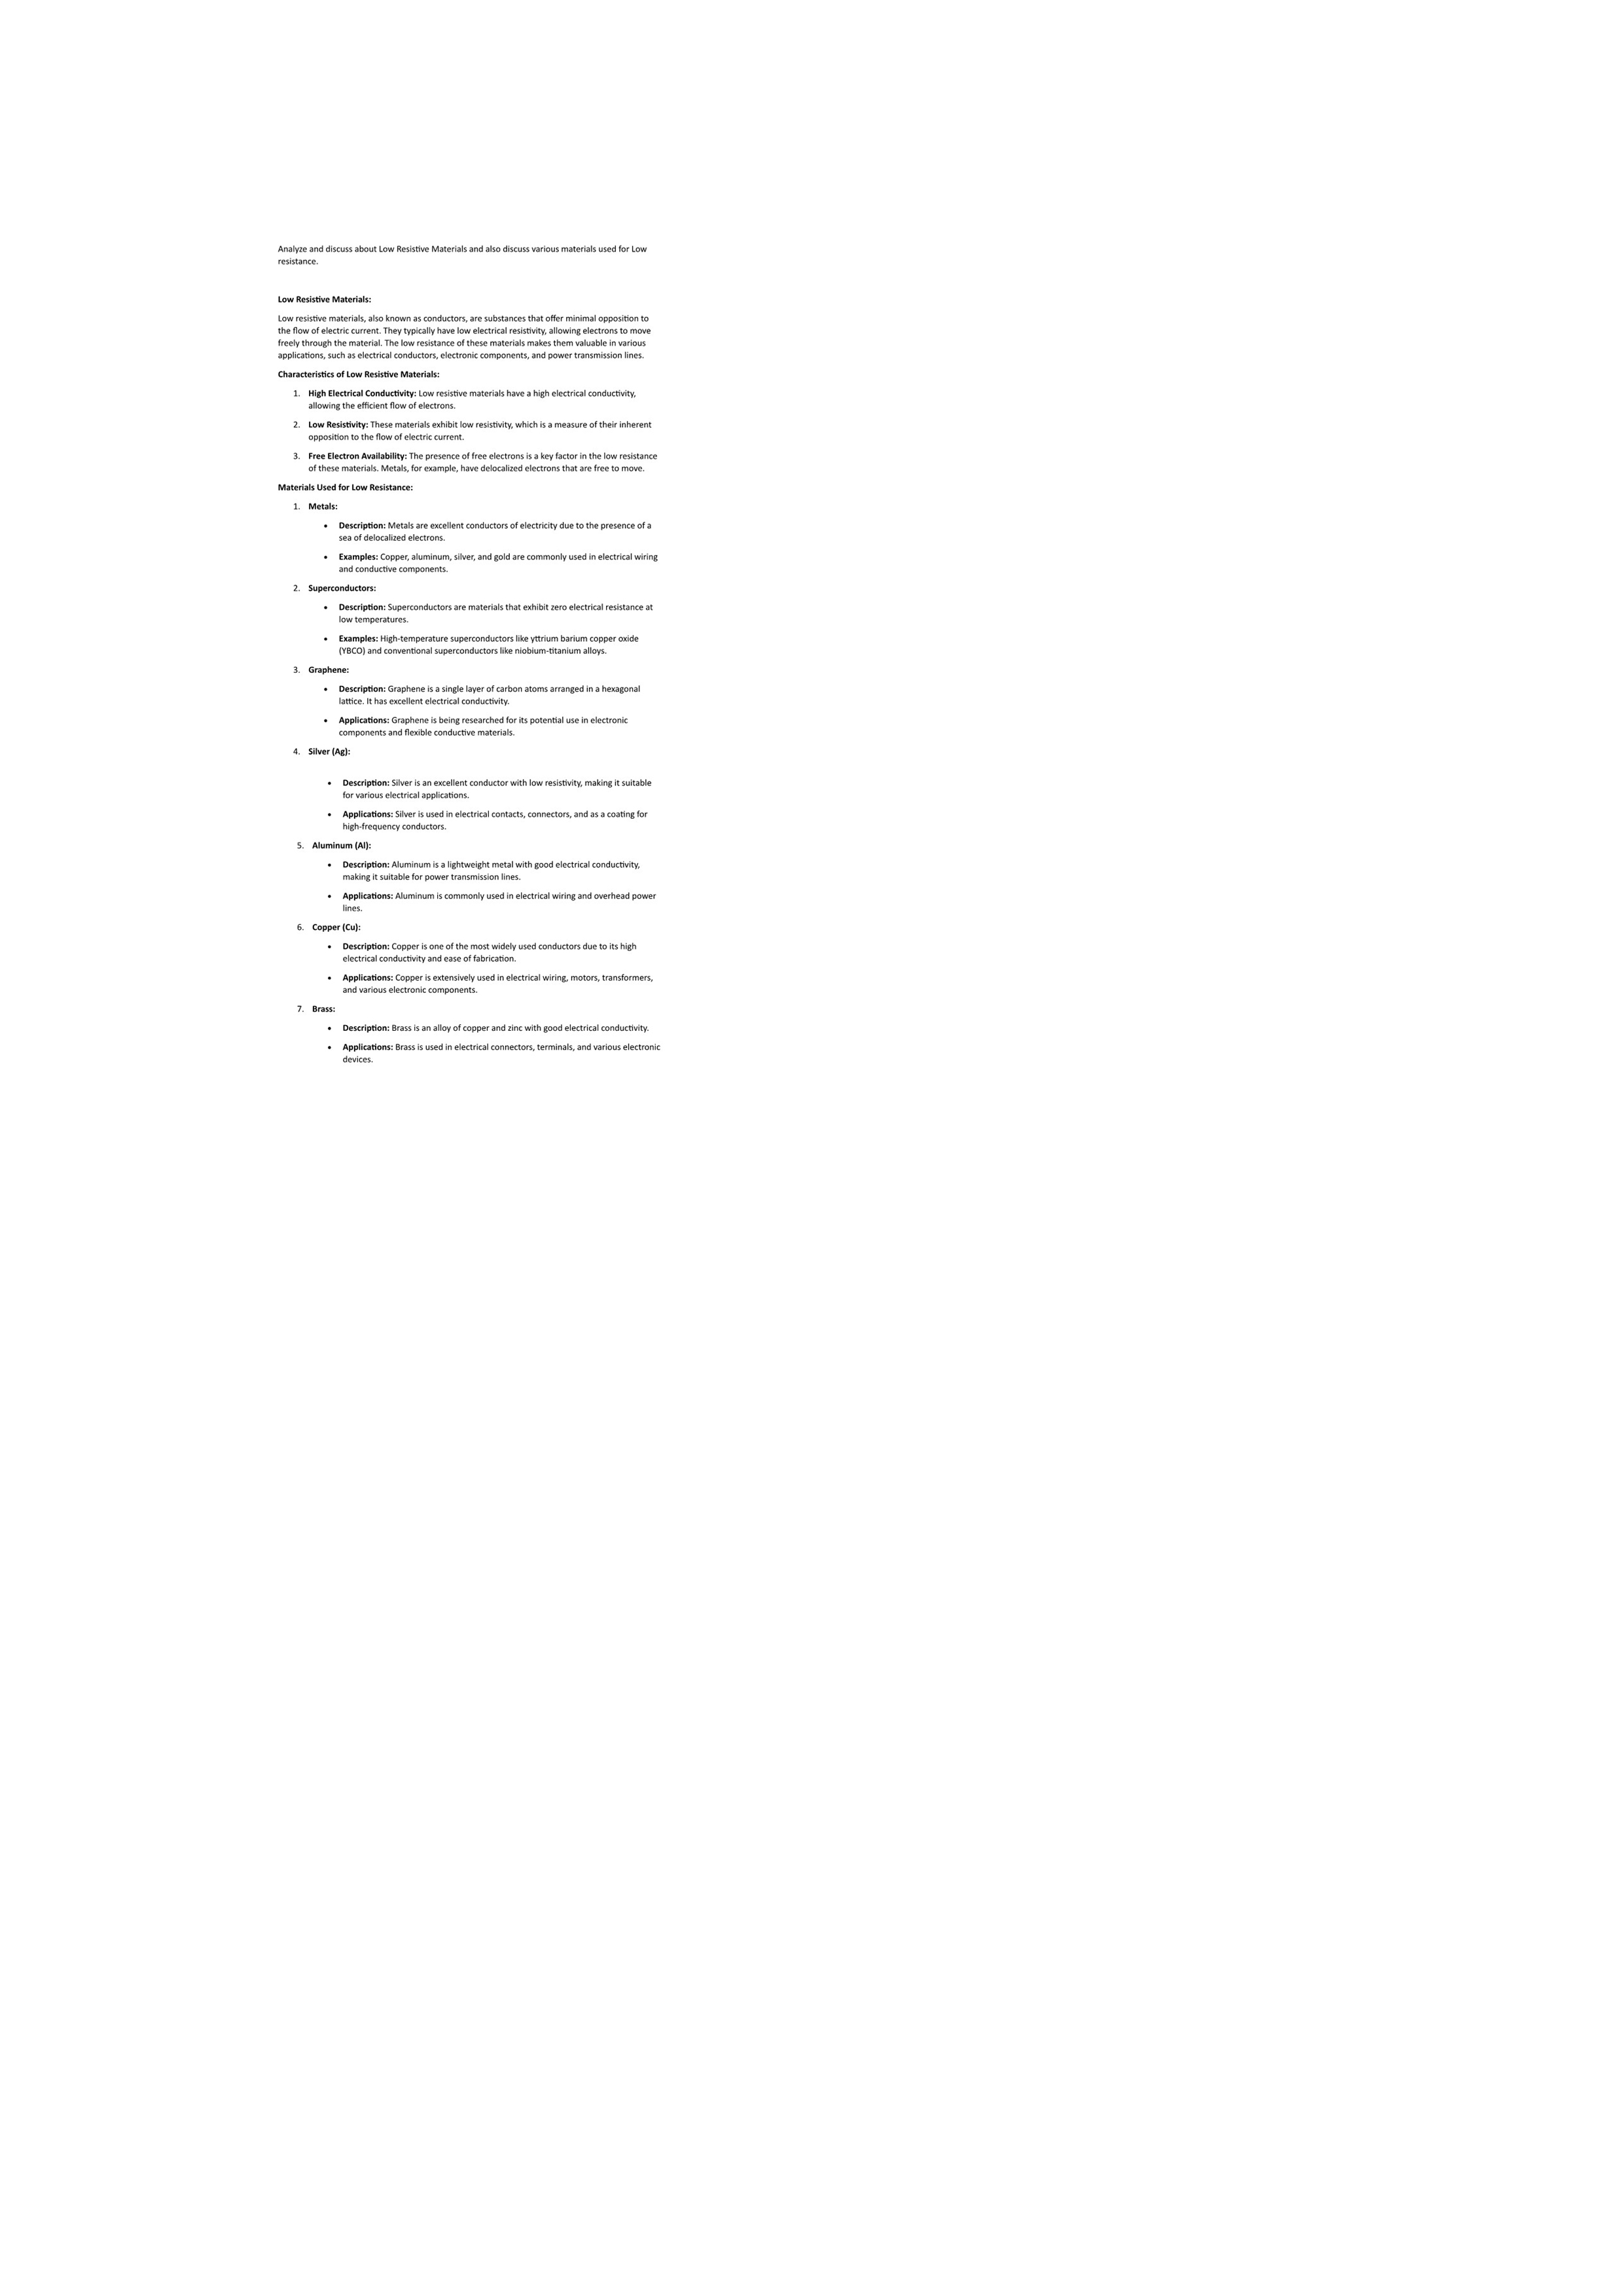 Analyze and discuss about Low Resistive Materials and also discuss various materials used for Low
resistance.
Low Resistive Materials:
Low resistive materials, also known as conductors, are substances that offer minimal opposition to
the flow of electric current. They typically have low electrical resistivity, allowing electrons to move
freely through the material. The low resistance of these materials makes them valuable in various
applications, such as electrical conductors, electronic components, and power transmission lines.
Characteristics of Low Resistive Materials:
1. High Electrical Conductivity: Low resistive materials have a high electrical conductivity,
allowing the efficient flow of electrons.
2. Low Resistivity: These materials exhibit low resistivity, which is a measure of their inherent
opposition to the flow of electric current.
3. Free Electron Availability: The presence of free electrons is a key factor in the low resistance
of these materials. Metals, for example, have delocalized electrons that are free to move.
Materials Used for Low Resistance:
1. Metals:
• Description: Metals are excellent conductors of electricity due to the presence of a
sea of delocalized electrons.
• Examples: Copper, aluminum, silver, and gold are commonly used in electrical wiring
and conductive components.
2. Superconductors:
• Description: Superconductors are materials that exhibit zero electrical resistance at
low temperatures.
• Examples: High-temperature superconductors like yttrium barium copper oxide
(YBCO) and conventional superconductors like niobium-titanium alloys.
3. Graphene:
• Description: Graphene is a single layer of carbon atoms arranged in a hexagonal
lattice. It has excellent electrical conductivity.
• Applications: Graphene is being researched for its potential use in electronic
components and flexible conductive materials.
4. Silver (Ag):
• Description: Silver is an excellent conductor with low resistivity, making it suitable
for various electrical applications.
• Applications: Silver is used in electrical contacts, connectors, and as a coating for
high-frequency conductors.
5. Aluminum (Al):
• Description: Aluminum is a lightweight metal with good electrical conductivity,
making it suitable for power transmission lines.
• Applications: Aluminum is commonly used in electrical wiring and overhead power
lines.
6. Copper (Cu):
• Description: Copper is one of the most widely used conductors due to its high
electrical conductivity and ease of fabrication.
• Applications: Copper is extensively used in electrical wiring, motors, transformers,
and various electronic components.
7. Brass:
• Description: Brass is an alloy of copper and zinc with good electrical conductivity.
• Applications: Brass is used in electrical connectors, terminals, and various electronic
devices.